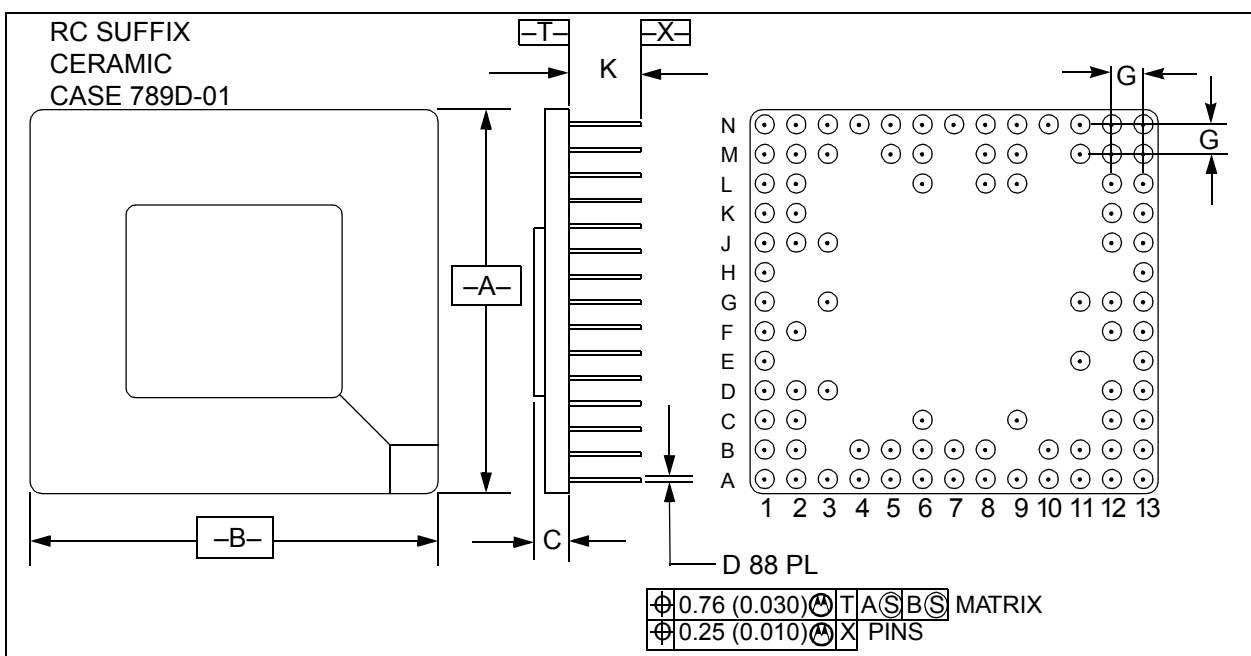 RC SUFFIX
CERAMIC
CASE 789D-01
–T–
K
–X–
G
G
–A–
–B–
C
N
M
L
K
J
H
G
F
E
D
C
B
A
1 2 3 4 5 6 7 8 9 10 11 12 13
D 88 PL
⌖ 0.76 (0.030) Ⓜ T A Ⓢ B Ⓢ MATRIX
⌖ 0.25 (0.010) Ⓜ X PINS